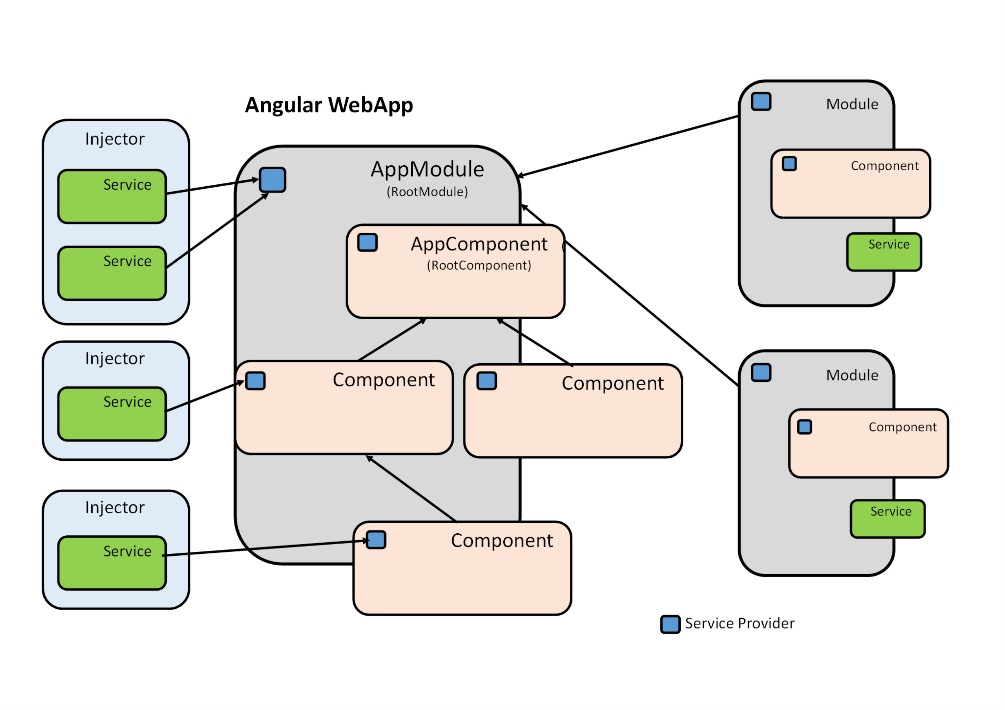 Angular WebApp
Injector
Service
Service
Injector
Service
Injector
Service
AppModule
(RootModule)
AppComponent
(RootComponent)
Component
Component
Component
Module
Component
Service
Module
Component
Service
Service Provider